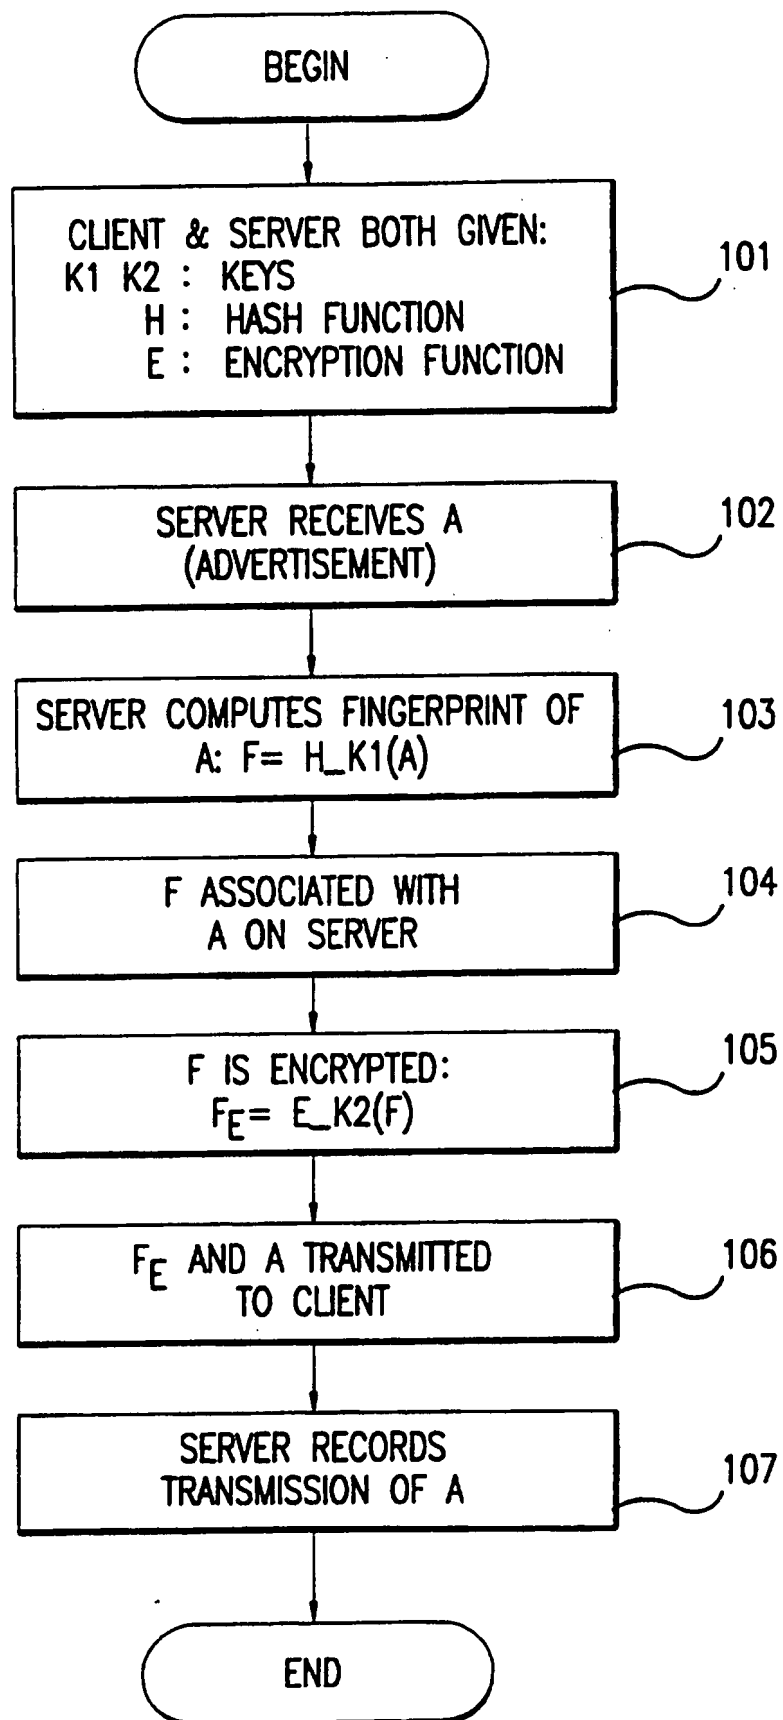 BEGIN
CLIENT & SERVER BOTH GIVEN:
K1 K2 : KEYS
H : HASH FUNCTION
E : ENCRYPTION FUNCTION
101
SERVER RECEIVES A
(ADVERTISEMENT)
102
SERVER COMPUTES FINGERPRINT OF
A: F= H_K1(A)
103
F ASSOCIATED WITH
A ON SERVER
104
F IS ENCRYPTED:
FE= E_K2(F)
105
FE AND A TRANSMITTED
TO CLIENT
106
SERVER RECORDS
TRANSMISSION OF A
107
END